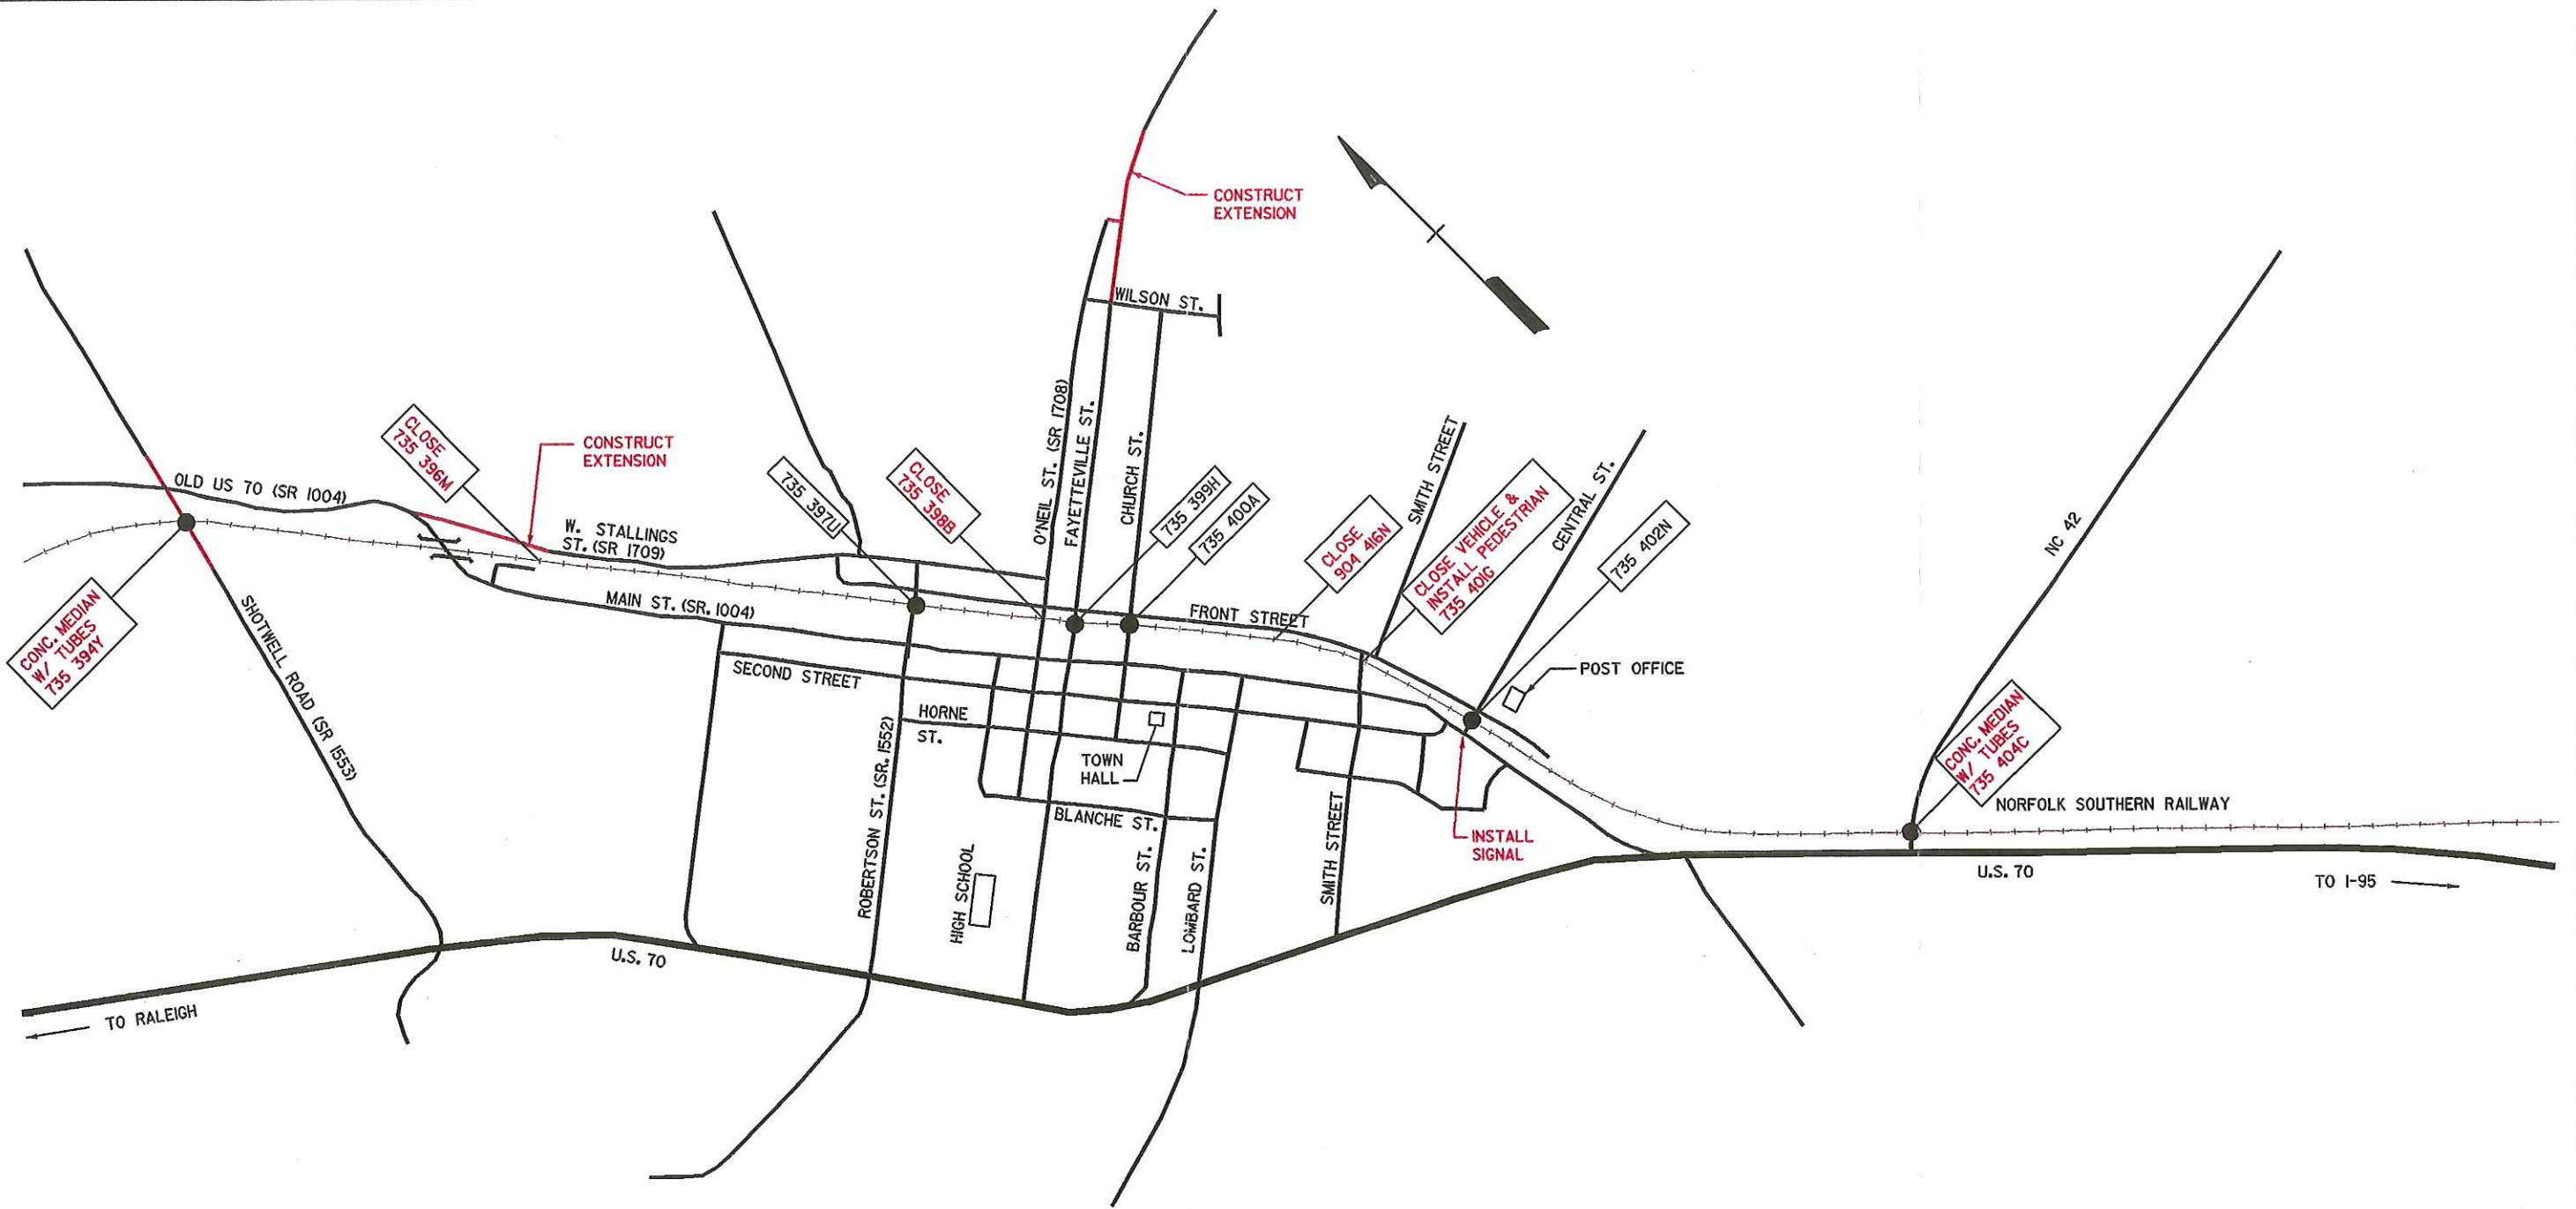 CONSTRUCT
EXTENSION
WILSON ST.
O'NEIL ST. (SR 1708)
FAYETTEVILLE ST.
CHURCH ST.
CLOSE
735 396M
CONSTRUCT
EXTENSION
OLD US 70 (SR 1004)
W. STALLINGS
ST. (SR 1709)
735 397U
CLOSE
735 398B
735 399H
735 400A
CLOSE
904 416N
SMITH STREET
CLOSE VEHICLE &
INSTALL PEDESTRIAN
735 401G
CENTRAL ST.
735 402N
NC 42
CONC. MEDIAN
W/ TUBES
735 394Y
SHOTWELL ROAD (SR 1553)
MAIN ST. (SR. 1004)
FRONT STREET
SECOND STREET
POST OFFICE
HORNE
ST.
ROBERTSON ST. (SR. 1552)
TOWN
HALL
BLANCHE ST.
HIGH SCHOOL
BARBOUR ST.
LOMBARD ST.
SMITH STREET
INSTALL
SIGNAL
CONC. MEDIAN
W/ TUBES
735 404C
NORFOLK SOUTHERN RAILWAY
U.S. 70
TO I-95
U.S. 70
TO RALEIGH